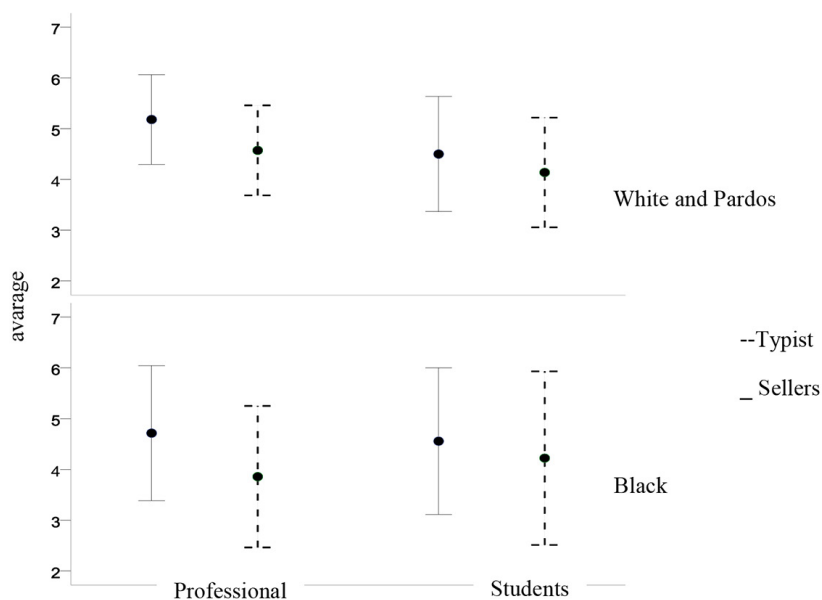 7
6
5
4
3
2
White and Pardos
avarage
7
6
5
4
3
2
--Typist
_ Sellers
Black
Professional
Students